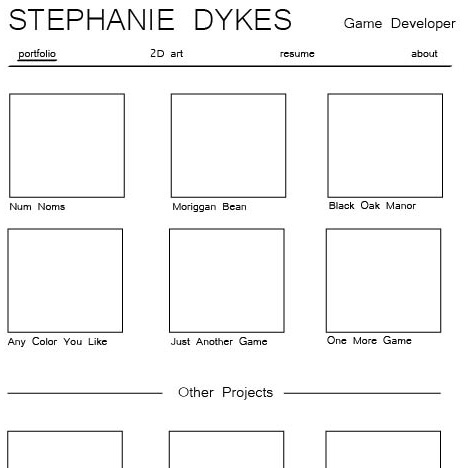 STEPHANIE DYKES
Game Developer
portfolio 2D art resume about
Num Noms Moriggan Bean Black Oak Manor
Any Color You Like Just Another Game One More Game
Other Projects